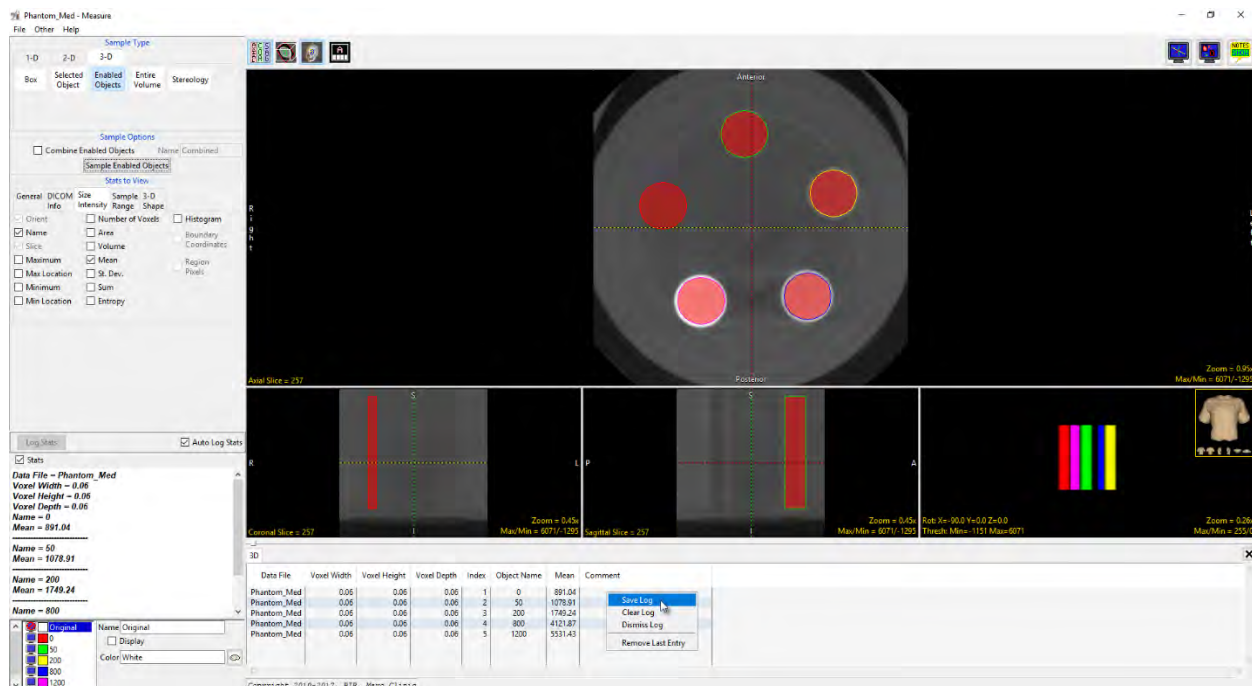 Phantom_Med - Measure
File Other Help
Sample Type
1-D 2-D 3-D
Box Selected Object Enabled Objects Entire Volume Stereology
Sample Options
Combine Enabled Objects Name Combined
Sample Enabled Objects
Stats to View
General DICOM Info Size Intensity Sample Range 3-D Shape
Orient Number of Voxels Histogram
Name Area Boundary Coordinates
Slice Volume
Maximum Mean Region Pixels
Max Location St. Dev.
Minimum Sum
Min Location Entropy
Log Stats Auto Log Stats
Stats
Data File = Phantom_Med
Voxel Width = 0.06
Voxel Height = 0.06
Voxel Depth = 0.06
Name = 0
Mean = 891.04
Name = 50
Mean = 1078.91
Name = 200
Mean = 1749.24
Name = 800
Original
0
50
200
800
1200
Name Original
Display
Color White
NOTES
Anterior
Right
Posterior
Axial Slice = 257
Zoom = 0.95x
Max/Min = 6071/-1295
S
R
L
I
Coronal Slice = 257
Zoom = 0.45x
Max/Min = 6071/-1295
S
P
A
I
Sagittal Slice = 257
Zoom = 0.45x
Max/Min = 6071/-1295
Rot: X=-90.0 Y=0.0 Z=0.0
Thresh: Min=-1151 Max=6071
Zoom = 0.26x
3D
Data File Voxel Width Voxel Height Voxel Depth Index Object Name Mean Comment
Phantom_Med 0.06 0.06 0.06 1 0 891.04
Phantom_Med 0.06 0.06 0.06 2 50 1078.91
Phantom_Med 0.06 0.06 0.06 3 200 1749.24
Phantom_Med 0.06 0.06 0.06 4 800 4121.87
Phantom_Med 0.06 0.06 0.06 5 1200 5531.43
Save Log
Clear Log
Dismiss Log
Remove Last Entry